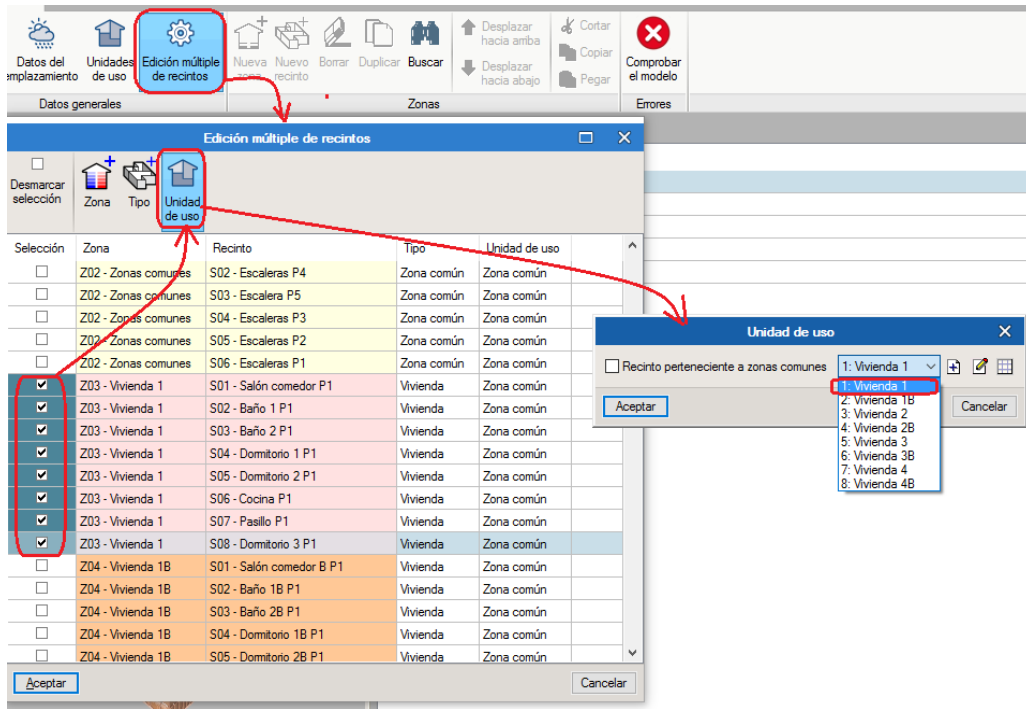 Datos del
emplazamiento
Unidades
de uso
Edición múltiple
de recintos
Nueva
zona
Nuevo
recinto
Borrar
Duplicar
Buscar
Desplazar
hacia arriba
Desplazar
hacia abajo
Cortar
Copiar
Pegar
Comprobar
el modelo
Datos generales
Zonas
Errores
Edición múltiple de recintos
Desmarcar
selección
Zona
Tipo
Unidad
de uso
Selección Zona Recinto Tipo Unidad de uso
Z02 - Zonas comunes S02 - Escaleras P4 Zona común Zona común
Z02 - Zonas comunes S03 - Escalera P5 Zona común Zona común
Z02 - Zonas comunes S04 - Escaleras P3 Zona común Zona común
Z02 - Zonas comunes S05 - Escaleras P2 Zona común Zona común
Z02 - Zonas comunes S06 - Escaleras P1 Zona común Zona común
Z03 - Vivienda 1 S01 - Salón comedor P1 Vivienda Zona común
Z03 - Vivienda 1 S02 - Baño 1 P1 Vivienda Zona común
Z03 - Vivienda 1 S03 - Baño 2 P1 Vivienda Zona común
Z03 - Vivienda 1 S04 - Dormitorio 1 P1 Vivienda Zona común
Z03 - Vivienda 1 S05 - Dormitorio 2 P1 Vivienda Zona común
Z03 - Vivienda 1 S06 - Cocina P1 Vivienda Zona común
Z03 - Vivienda 1 S07 - Pasillo P1 Vivienda Zona común
Z03 - Vivienda 1 S08 - Dormitorio 3 P1 Vivienda Zona común
Z04 - Vivienda 1B S01 - Salón comedor B P1 Vivienda Zona común
Z04 - Vivienda 1B S02 - Baño 1B P1 Vivienda Zona común
Z04 - Vivienda 1B S03 - Baño 2B P1 Vivienda Zona común
Z04 - Vivienda 1B S04 - Dormitorio 1B P1 Vivienda Zona común
Z04 - Vivienda 1B S05 - Dormitorio 2B P1 Vivienda Zona común
Aceptar Cancelar
Unidad de uso
Recinto perteneciente a zonas comunes 1: Vivienda 1
1: Vivienda 1
2: Vivienda 1B
3: Vivienda 2
4: Vivienda 2B
5: Vivienda 3
6: Vivienda 3B
7: Vivienda 4
8: Vivienda 4B
Aceptar Cancelar